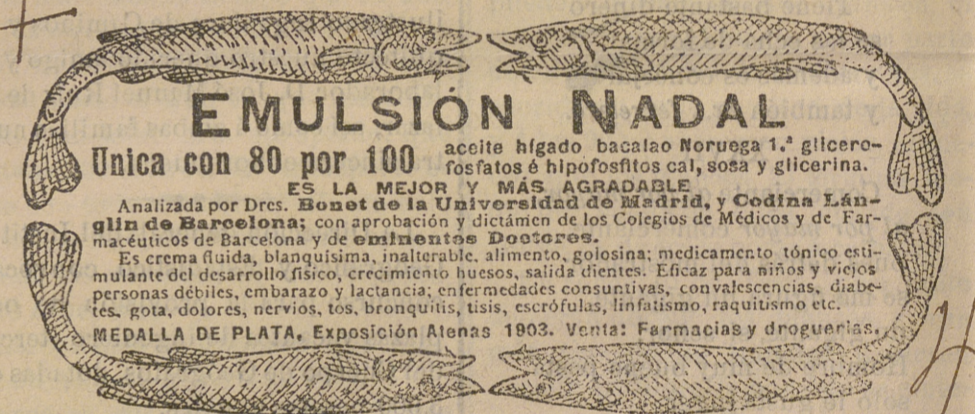 EMULSIÓN NADAL
Unica con 80 por 100 aceite hígado bacalao Noruega 1.ª glicero-
fosfatos é hipofosfitos cal, sosa y glicerina.
ES LA MEJOR Y MÁS AGRADABLE
Analizada por Dres. Bonet de la Universidad de Madrid, y Codina Län-
glin de Barcelona; con aprobación y dictámen de los Colegios de Médicos y de Far-
macéuticos de Barcelona y de eminentes Doctores.
Es crema fluida, blanquísima, inalterable, alimento, golosina; medicamento tónico esti-
mulante del desarrollo físico, crecimiento huesos, salida dientes. Eficaz para niños y viejos
personas débiles, embarazo y lactancia; enfermedades consuntivas, convalescencias, diabe-
tes, gota, dolores, nervios, tos, bronquitis, tisis, escrófulas, linfatismo, raquitismo etc.
MEDALLA DE PLATA, Exposición Atenas 1903. Venta: Farmacias y droguerias.